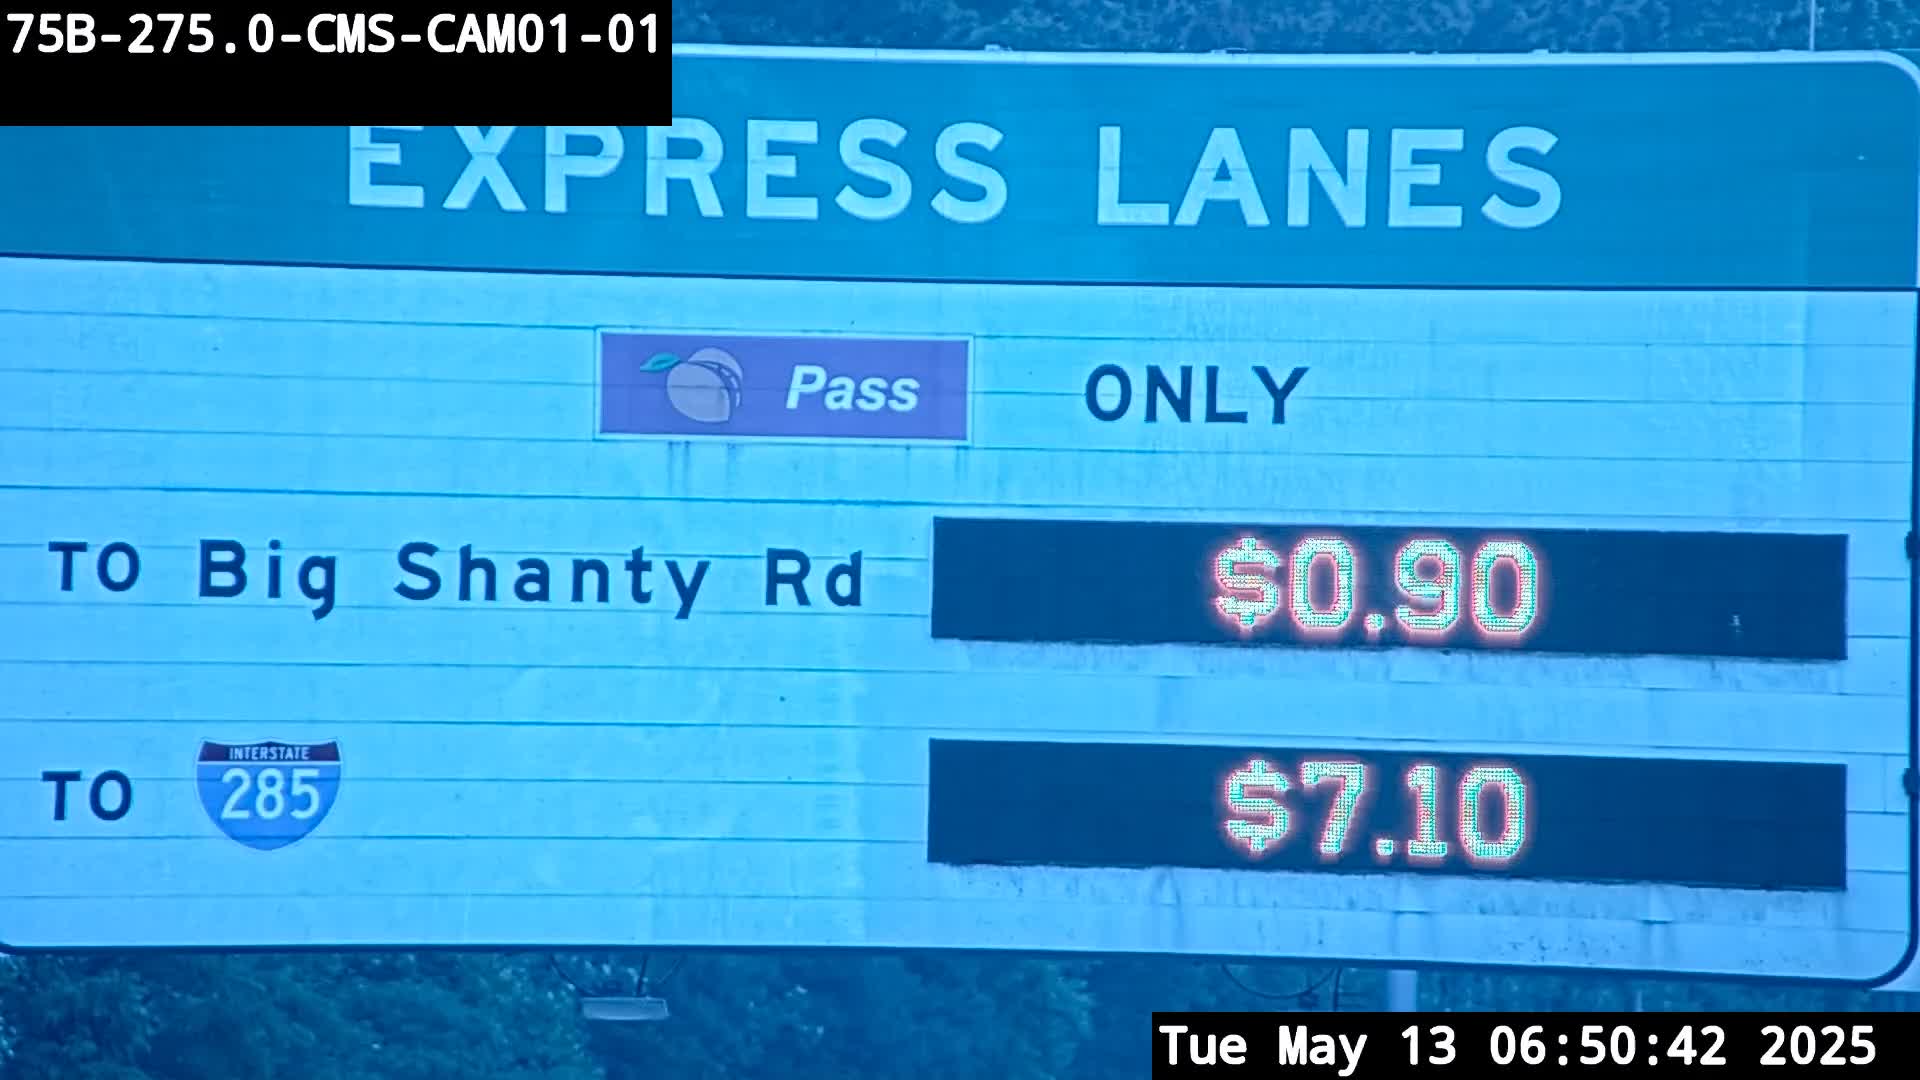 75B-275.0-CMS-CAM01-01
EXPRESS LANES
Pass ONLY
TO Big Shanty Rd $0.90
TO INTERSTATE 285 $7.10
Tue May 13 06:50:42 2025